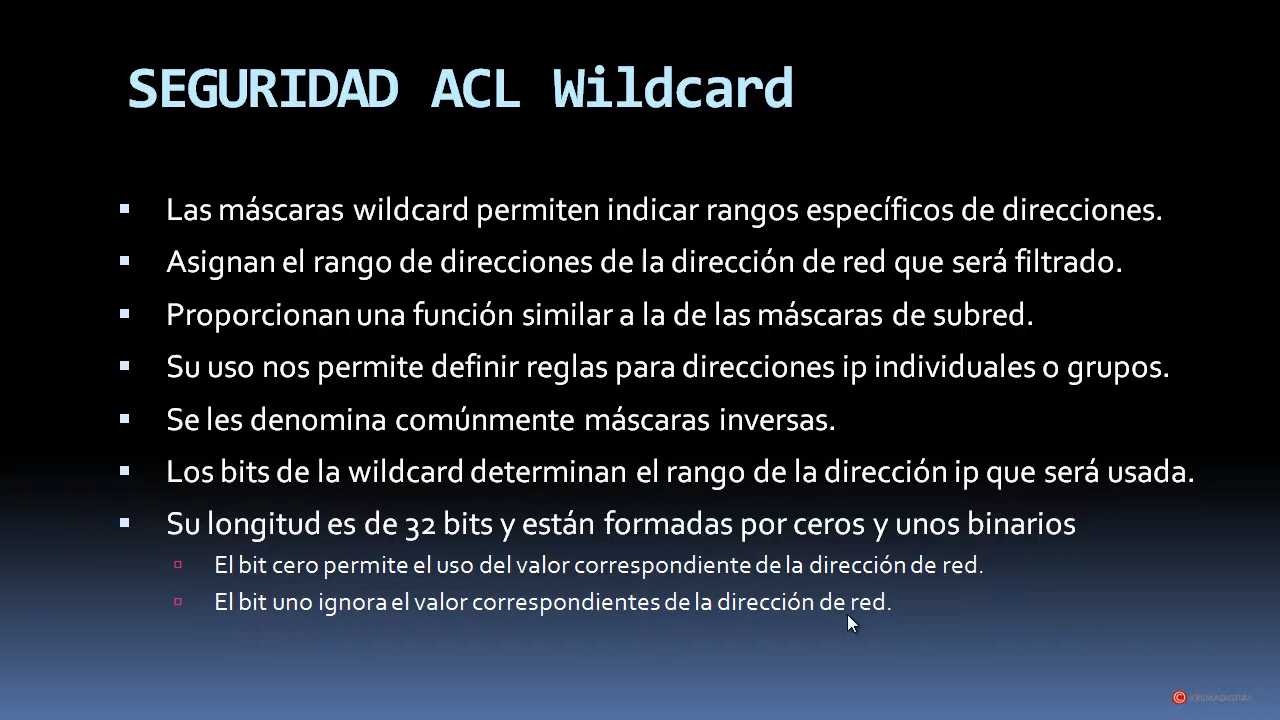 SEGURIDAD ACL Wildcard
Las máscaras wildcard permiten indicar rangos específicos de direcciones.
Asignan el rango de direcciones de la dirección de red que será filtrado.
Proporcionan una función similar a la de las máscaras de subred.
Su uso nos permite definir reglas para direcciones ip individuales o grupos.
Se les denomina comúnmente máscaras inversas.
Los bits de la wildcard determinan el rango de la dirección ip que será usada.
Su longitud es de 32 bits y están formadas por ceros y unos binarios
El bit cero permite el uso del valor correspondiente de la dirección de red.
El bit uno ignora el valor correspondientes de la dirección de red.